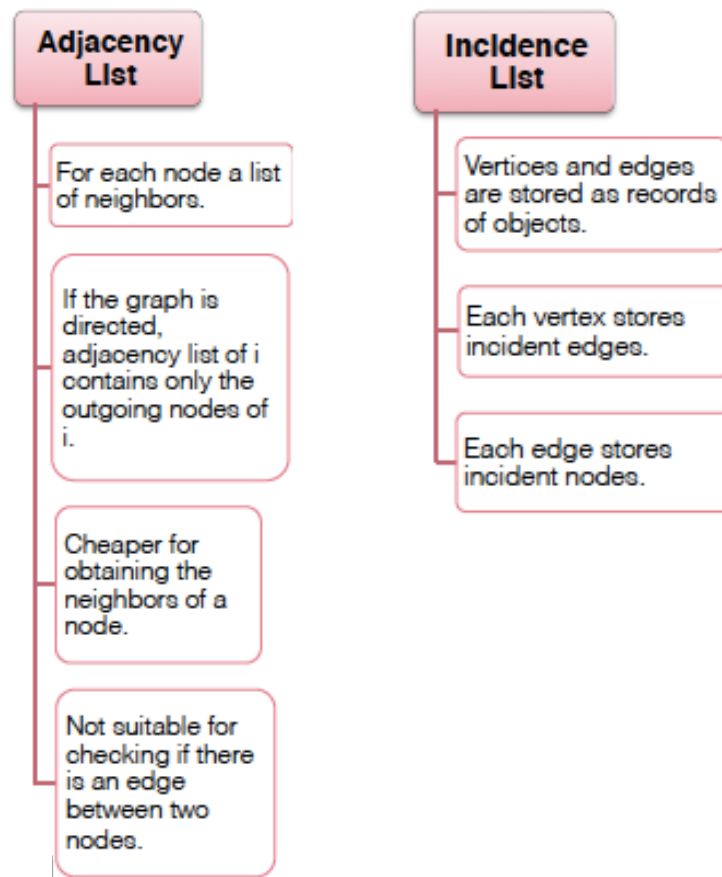 Adjacency
List
For each node a list
of neighbors.
If the graph is
directed,
adjacency list of i
contains only the
outgoing nodes of
i.
Cheaper for
obtaining the
neighbors of a
node.
Not suitable for
checking if there
is an edge
between two
nodes.
Incidence
List
Vertices and edges
are stored as records
of objects.
Each vertex stores
incident edges.
Each edge stores
incident nodes.